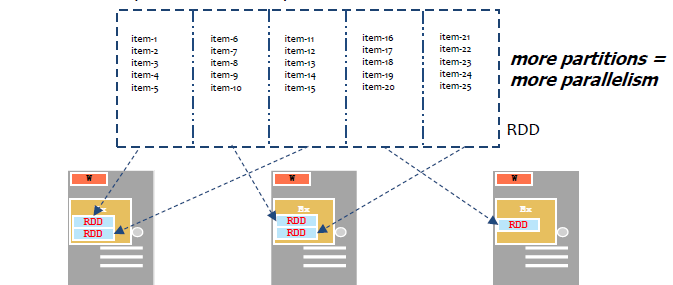 item-1
item-2
item-3
item-4
item-5
item-6
item-7
item-8
item-9
item-10
item-11
item-12
item-13
item-14
item-15
item-16
item-17
item-18
item-19
item-20
item-21
item-22
item-23
item-24
item-25
more partitions =
more parallelism
RDD
W
RDD
RDD
W
Ex
RDD
RDD
W
Ex
RDD